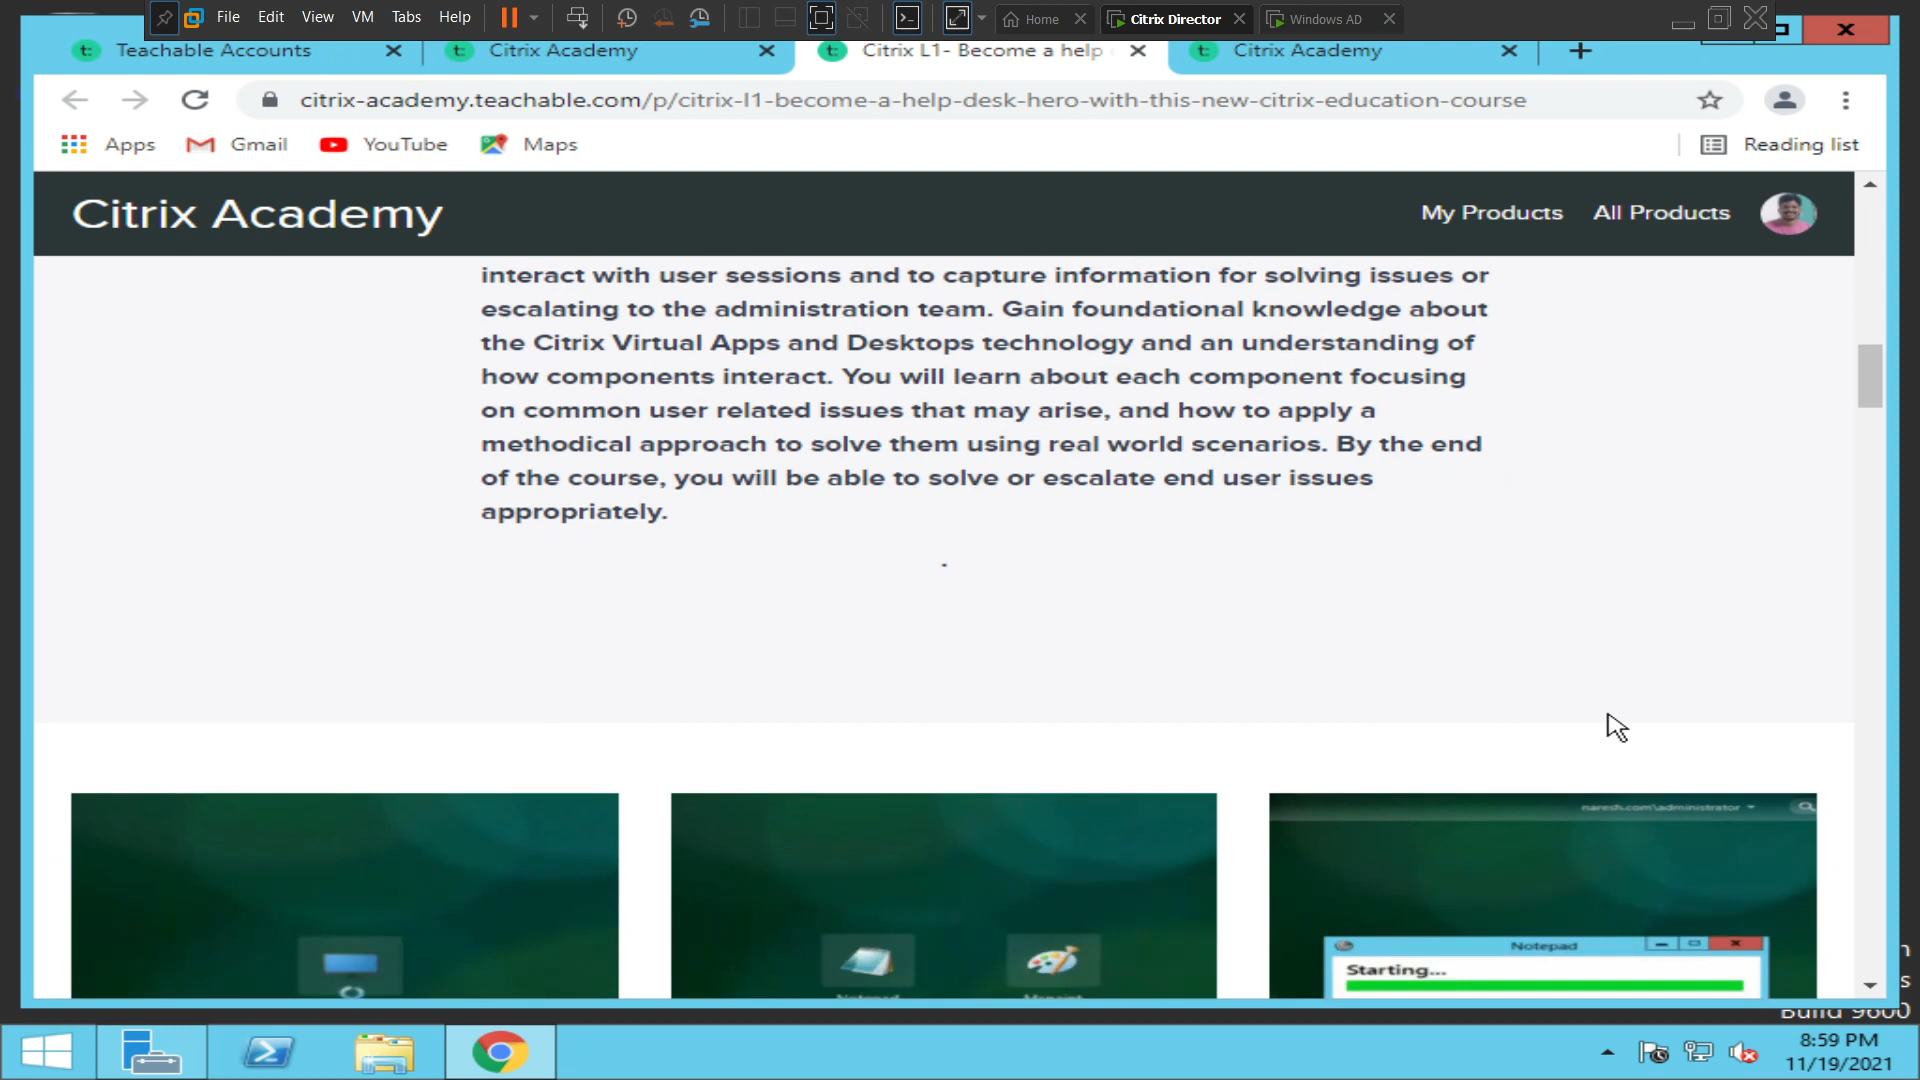 File Edit View VM Tabs Help Home Citrix Director Windows AD
Teachable Accounts Citrix Academy Citrix L1- Become a help Citrix Academy
citrix-academy.teachable.com/p/citrix-l1-become-a-help-desk-hero-with-this-new-citrix-education-course
Apps Gmail YouTube Maps Reading list
Citrix Academy My Products All Products
interact with user sessions and to capture information for solving issues or
escalating to the administration team. Gain foundational knowledge about
the Citrix Virtual Apps and Desktops technology and an understanding of
how components interact. You will learn about each component focusing
on common user related issues that may arise, and how to apply a
methodical approach to solve them using real world scenarios. By the end
of the course, you will be able to solve or escalate end user issues
appropriately.
.
naresh.com\administrator
Notepad
Starting...
Notepad Mspaint
Build 9600
8:59 PM
11/19/2021